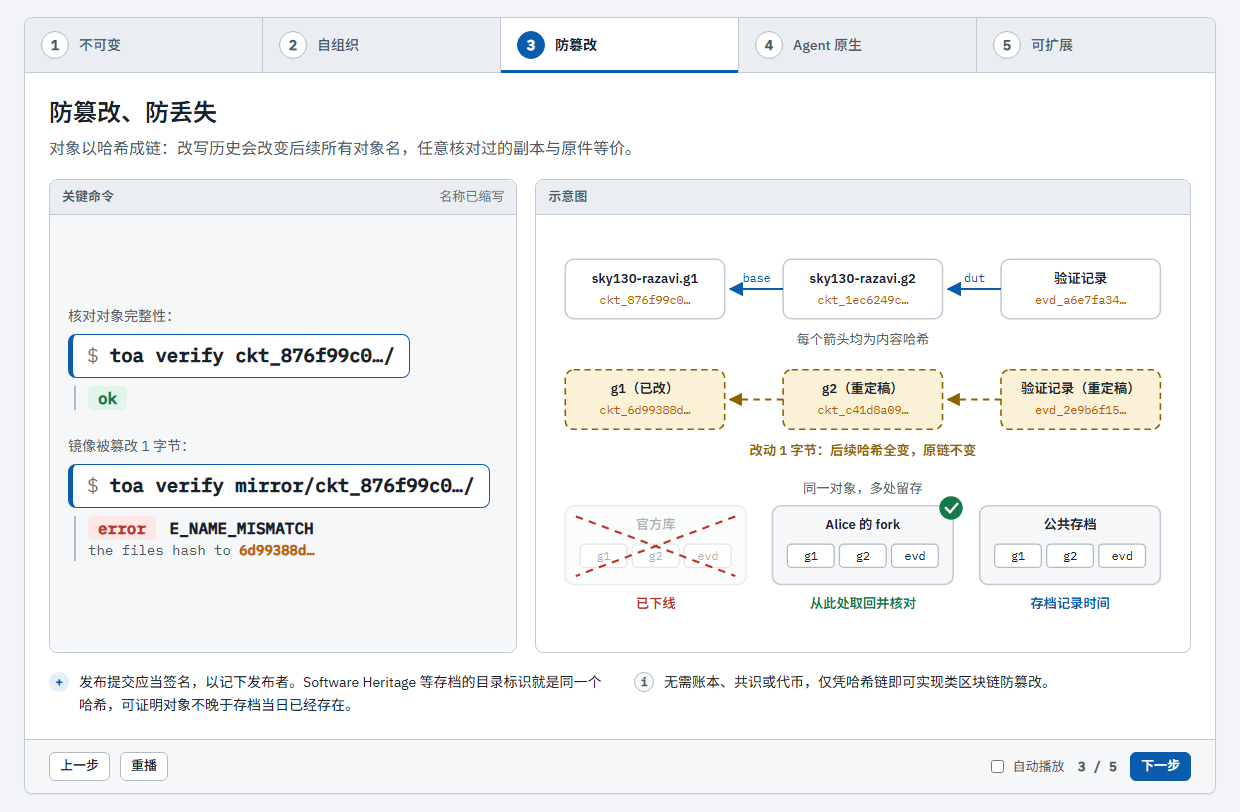 1 不可变
2 自组织
3 防篡改
4 Agent 原生
5 可扩展
防篡改、防丢失
对象以哈希成链：改写历史会改变后续所有对象名，任意核对过的副本与原件等价。
关键命令 名称已缩写
核对对象完整性：
$ toa verify ckt_876f99c0…/
ok
镜像被篡改 1 字节：
$ toa verify mirror/ckt_876f99c0…/
error E_NAME_MISMATCH
the files hash to 6d99388d…
示意图
sky130-razavi.g1 base sky130-razavi.g2 dut 验证记录
ckt_876f99c0… ckt_1ec6249c… evd_a6e7fa34…
每个箭头均为内容哈希
g1（已改） g2（重定稿） 验证记录（重定稿）
ckt_6d99388d… ckt_c41d8a09… evd_2e9b6f15…
改动 1 字节：后续哈希全变，原链不变
同一对象，多处留存
官方库 Alice 的 fork 公共存档
g1 g2 evd g1 g2 evd g1 g2 evd
已下线 从此处取回并核对 存档记录时间
+ 发布提交应当签名，以记下发布者。Software Heritage 等存档的目录标识就是同一个
哈希，可证明对象不晚于存档当日已经存在。
i 无需账本、共识或代币，仅凭哈希链即可实现类区块链防篡改。
上一步 重播 自动播放 3 / 5 下一步